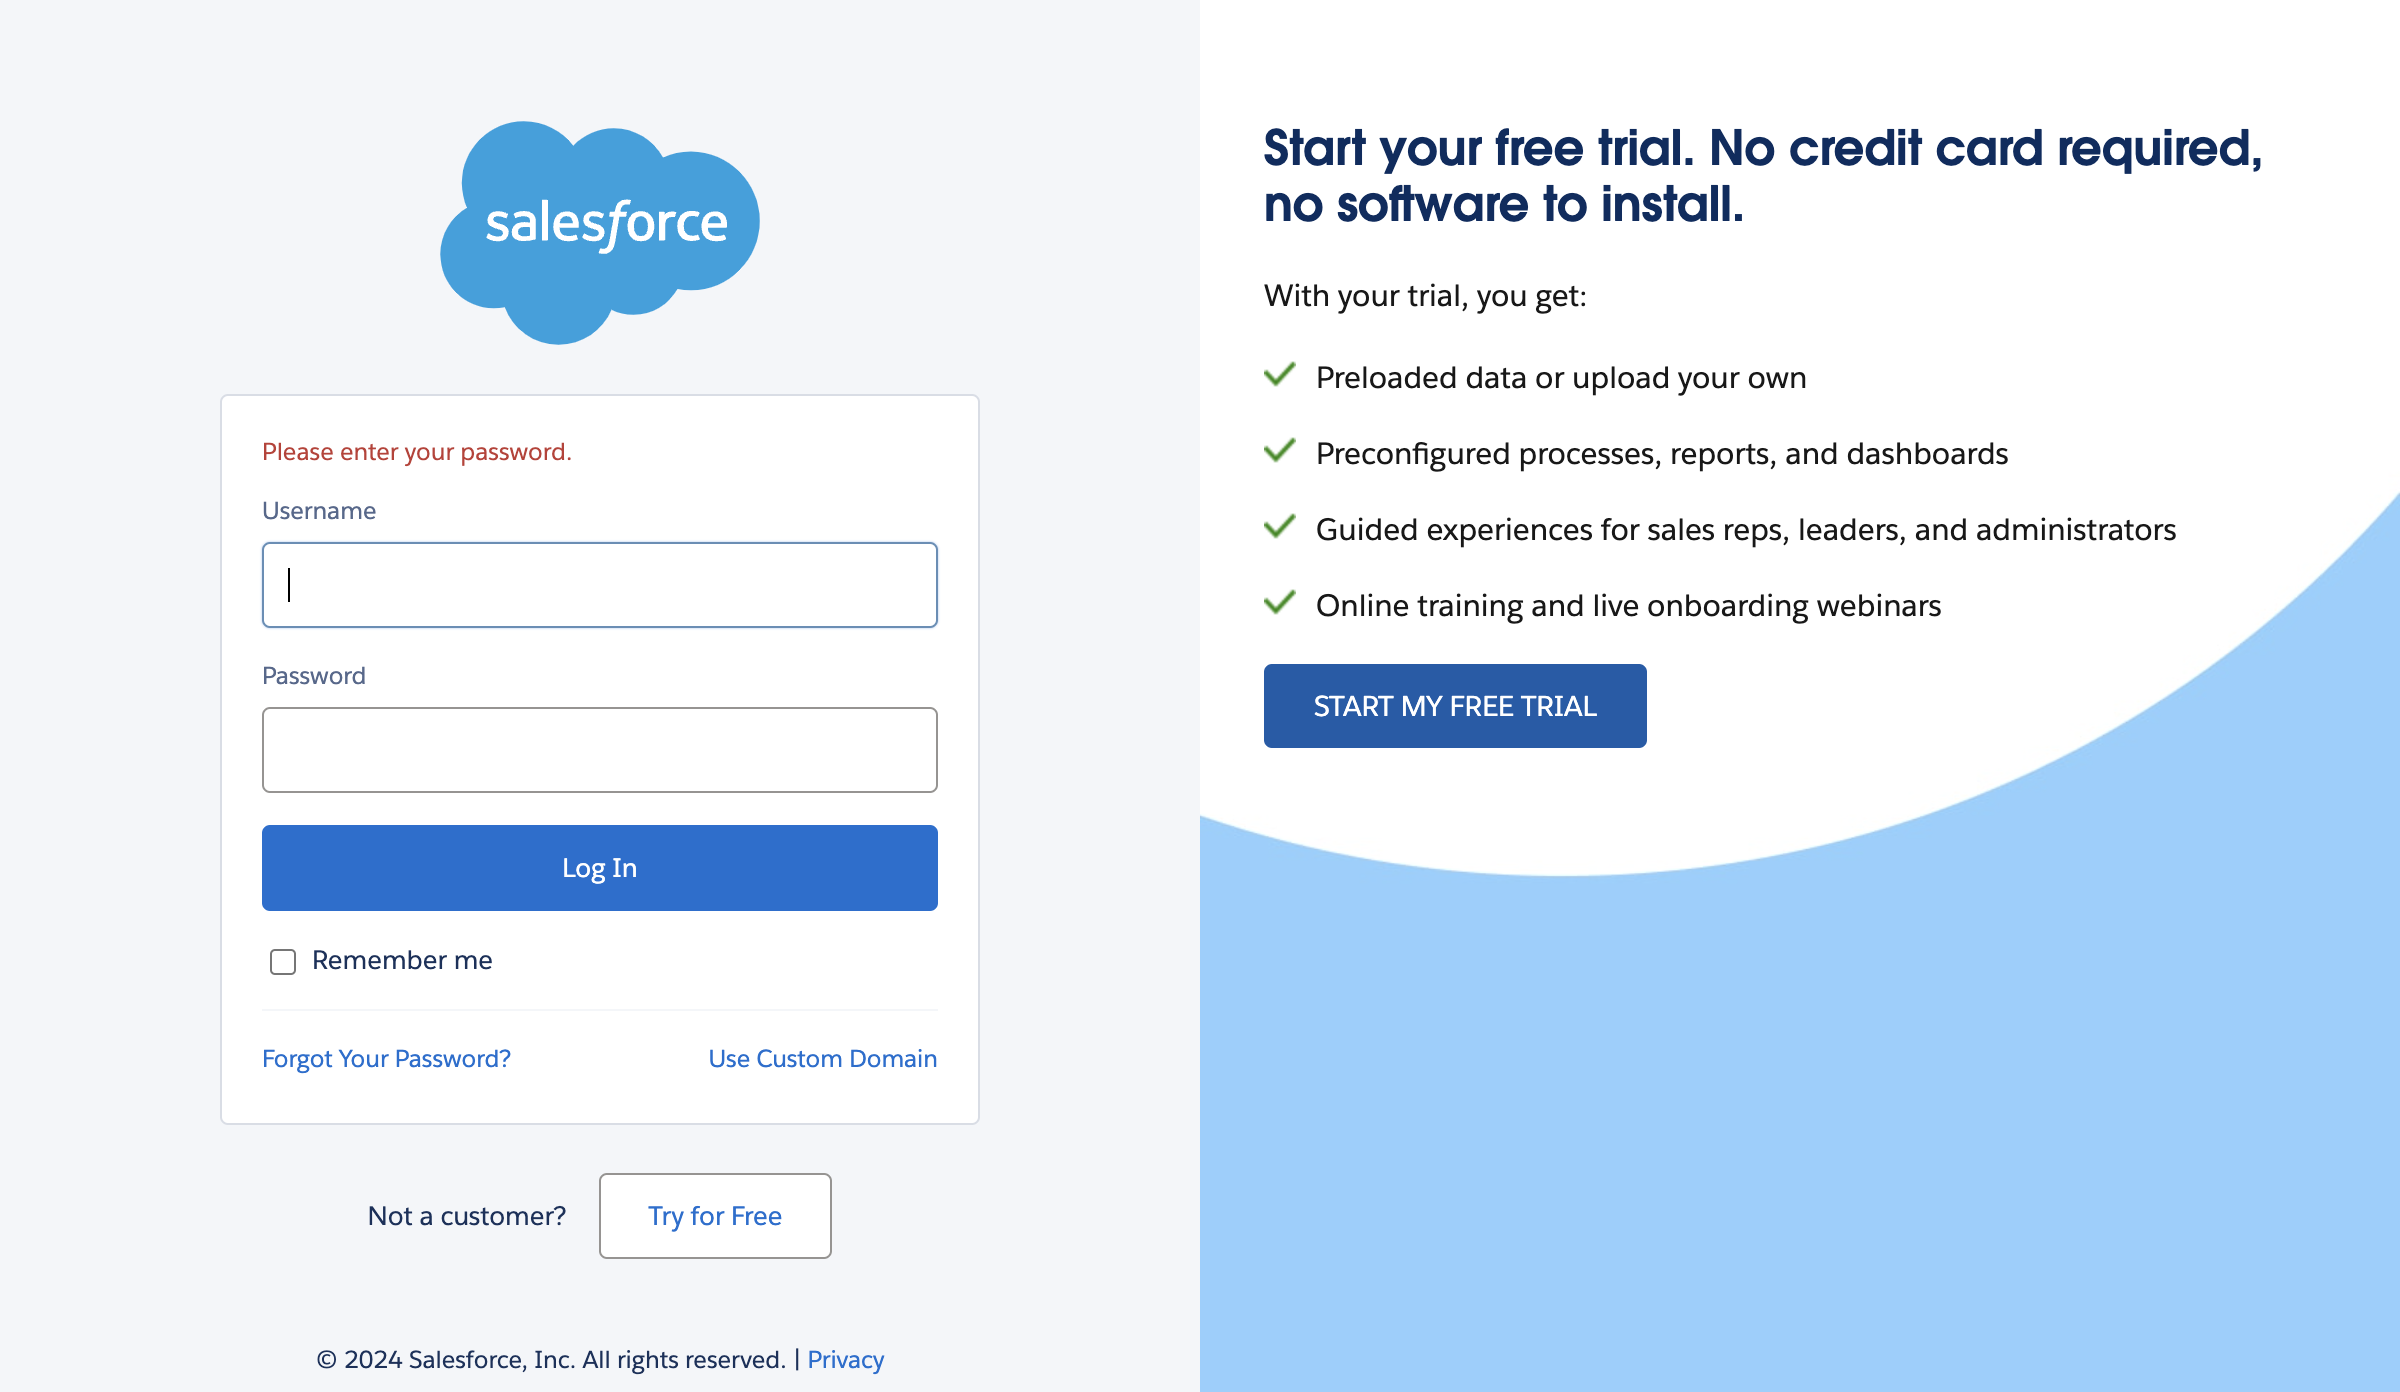 salesforce
Please enter your password.
Username
Password
Log In
Remember me
Forgot Your Password?
Use Custom Domain
Not a customer?
Try for Free
© 2024 Salesforce, Inc. All rights reserved. | Privacy
Start your free trial. No credit card required,
no software to install.
With your trial, you get:
Preloaded data or upload your own
Preconfigured processes, reports, and dashboards
Guided experiences for sales reps, leaders, and administrators
Online training and live onboarding webinars
START MY FREE TRIAL